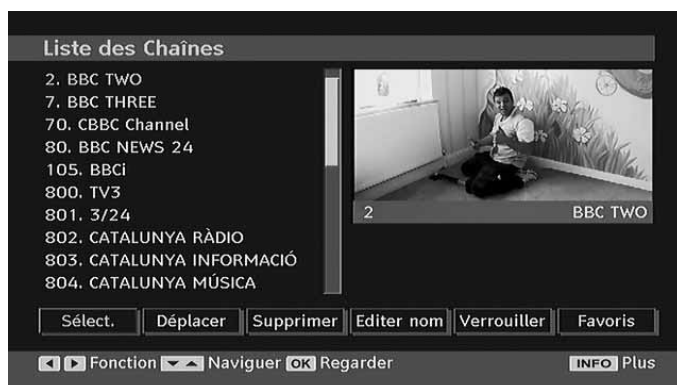 Liste des Chaînes
2. BBC TWO
7. BBC THREE
70. CBBC Channel
80. BBC NEWS 24
105. BBCi
800. TV3
801. 3/24
802. CATALUNYA RÀDIO
803. CATALUNYA INFORMACIÓ
804. CATALUNYA MÚSICA
2 BBC TWO
Sélect. Déplacer Supprimer Editer nom Verrouiller Favoris
Fonction Naviguer OK Regarder INFO Plus